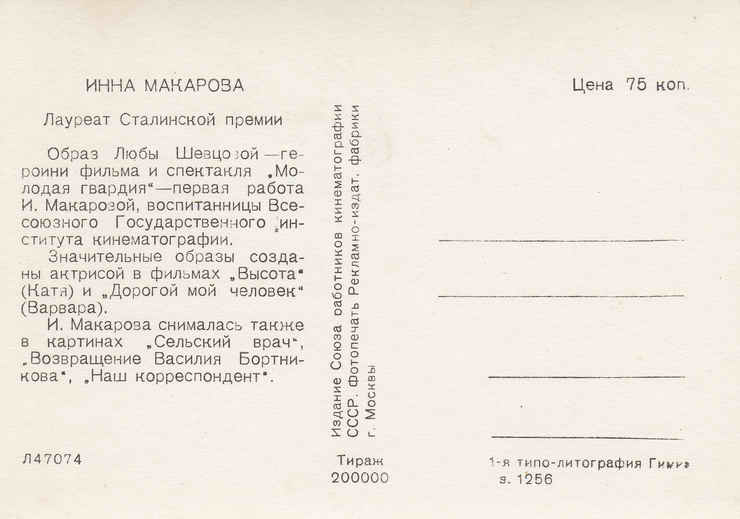 ИННА МАКАРОВА
Лауреат Сталинской премии
Образ Любы Шевцовой—ге-
роини фильма и спектакля „Мо-
лодая гвардия“—первая работа
И. Макаровой, воспитанницы Все-
союзного Государственного ин-
ститута кинематографии.
Значительные образы созда-
ны актрисой в фильмах „Высота“
(Катя) и „Дорогой мой человек“
(Варвара).
И. Макарова снималась также
в картинах „Сельский врач“,
„Возвращение Василия Бортни-
кова“, „Наш корреспондент“.
Л47074
Издание Союза работников кинематографии
СССР. Фотопечать Рекламно-издат. фабрики
г. Москвы
Тираж
200000
Цена 75 коп.
1-я типо-литография
з. 1256